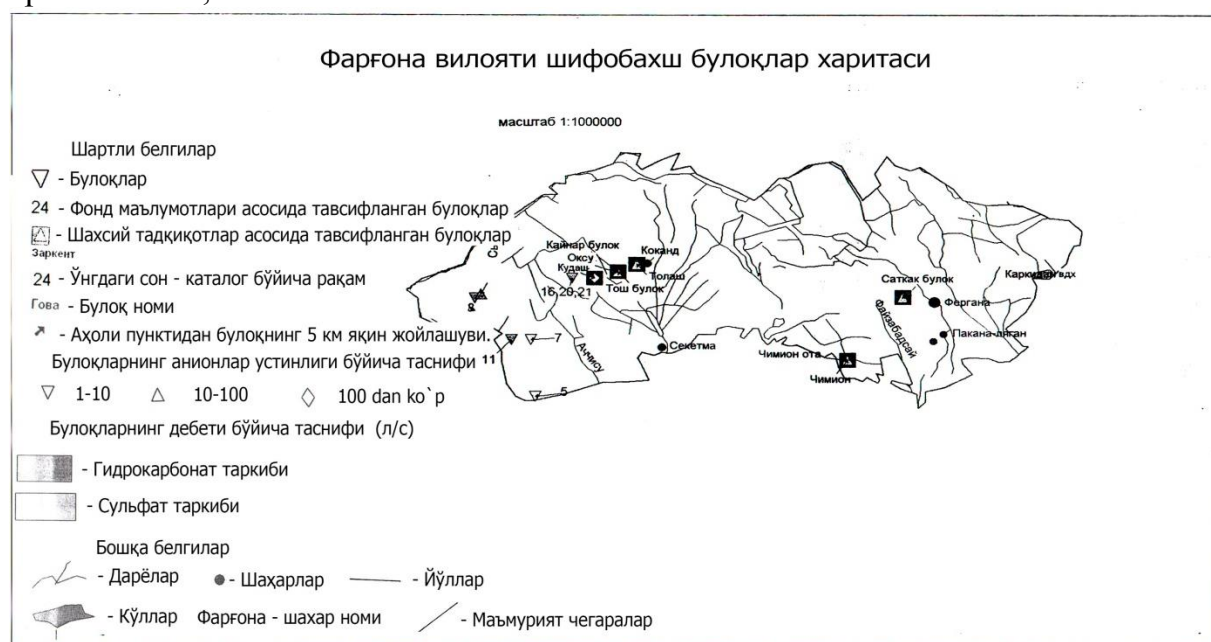 Фарғона вилояти шифобахш булоқлар харитаси
масштаб 1:1000000
Шартли белгилар
- Булоқлар
24 - Фонд маълумотлари асосида тавсифланган булоқлар
- Шахсий тадқиқотлар асосида тавсифланган булоқлар
Заркент
24 - Ўнгдаги сон - каталог бўйича рақам
Гова - Булоқ номи
- Аҳоли пунктидан булоқнинг 5 км яқин жойлашуви.
Булоқларнинг анионлар устинлиги бўйича таснифи
1-10 10-100 100 dan ko`p
Булоқларнинг дебети бўйича таснифи (л/с)
- Гидрокарбонат таркиби
- Сульфат таркиби
Бошқа белгилар
- Дарёлар - Шаҳарлар - Йўллар
- Кўллар Фарғона - шахар номи - Маъмурият чегаралар
Кайнар булок
Коканд
Оксу
Кудаш
Толаш
Тош булок
16,20,21
Саткак булок
Каркидан вдх
Фергана
Файзабадсай
Секетма
7
11
Аччису
Чимион ота
Чимион
5